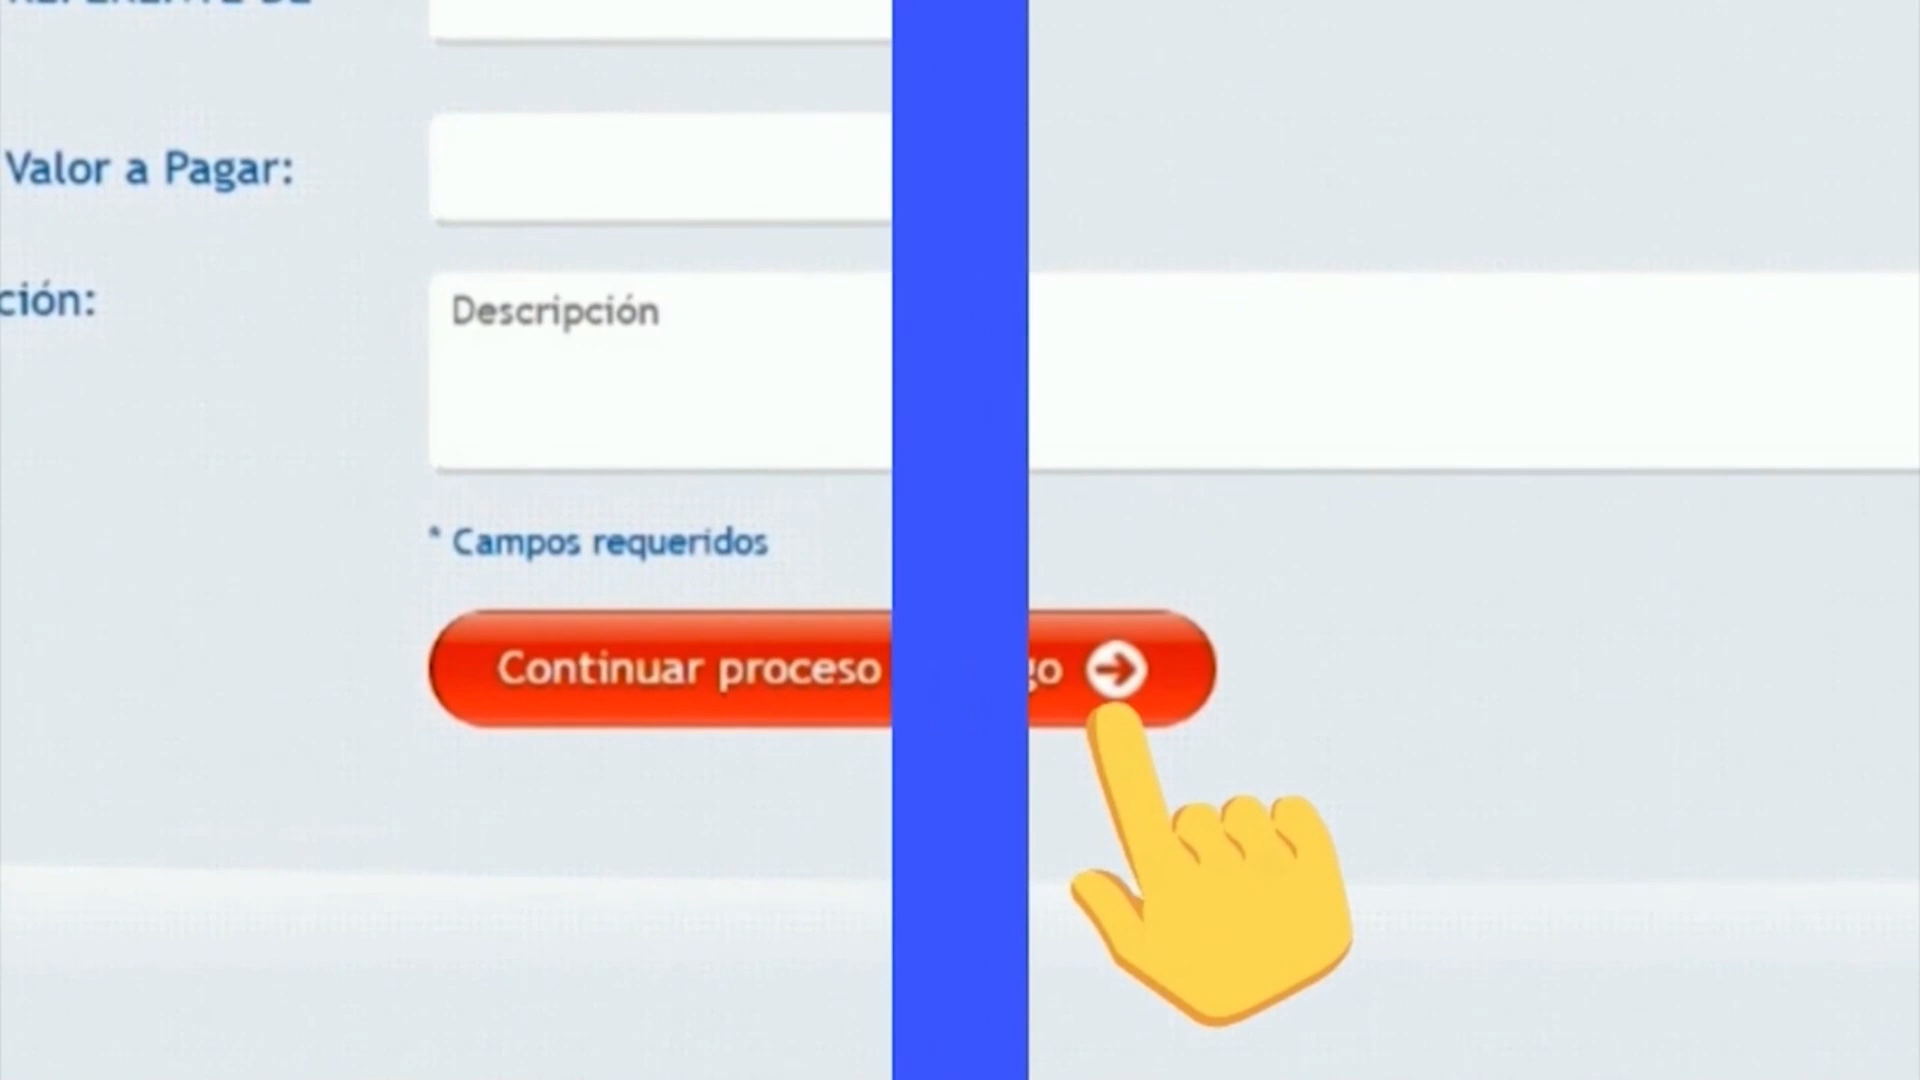 Valor a Pagar:
ción:
Descripción
* Campos requeridos
Continuar proceso go